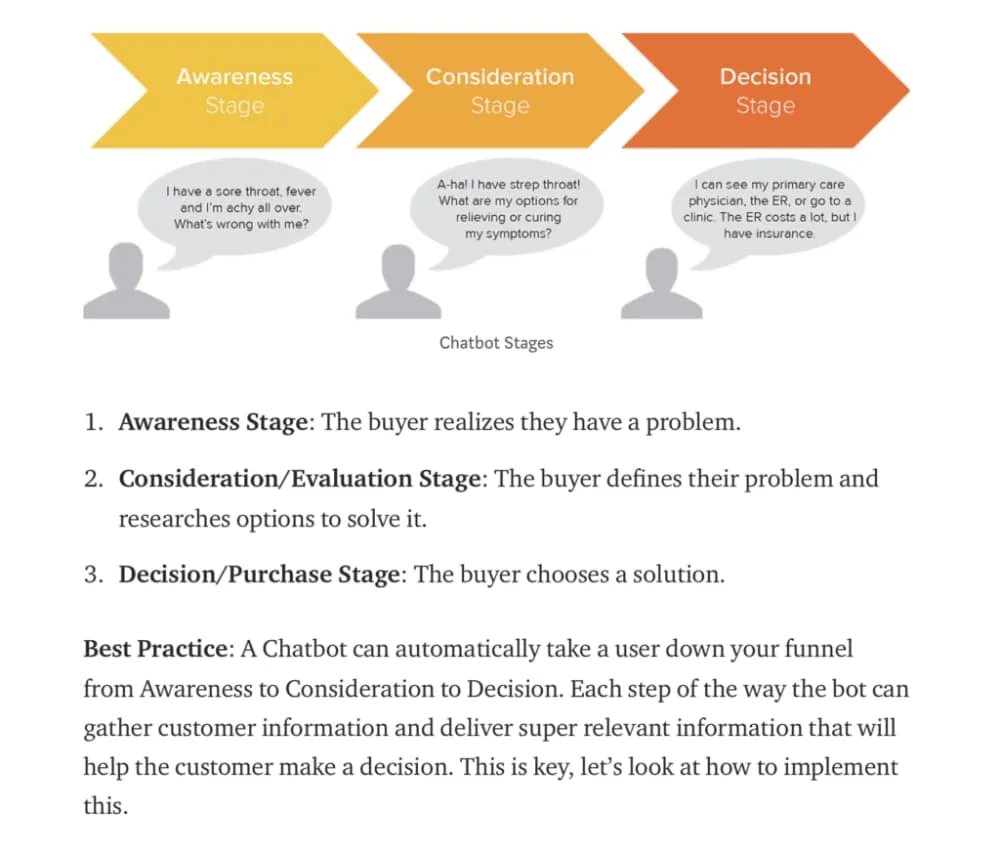 Awareness
Stage
Consideration
Stage
Decision
Stage
I have a sore throat, fever
and I'm achy all over.
What's wrong with me?
A-ha! I have strep throat!
What are my options for
relieving or curing
my symptoms?
I can see my primary care
physician, the ER, or go to a
clinic. The ER costs a lot, but I
have insurance.
Chatbot Stages
1. Awareness Stage: The buyer realizes they have a problem.
2. Consideration/Evaluation Stage: The buyer defines their problem and
researches options to solve it.
3. Decision/Purchase Stage: The buyer chooses a solution.
Best Practice: A Chatbot can automatically take a user down your funnel
from Awareness to Consideration to Decision. Each step of the way the bot can
gather customer information and deliver super relevant information that will
help the customer make a decision. This is key, let’s look at how to implement
this.